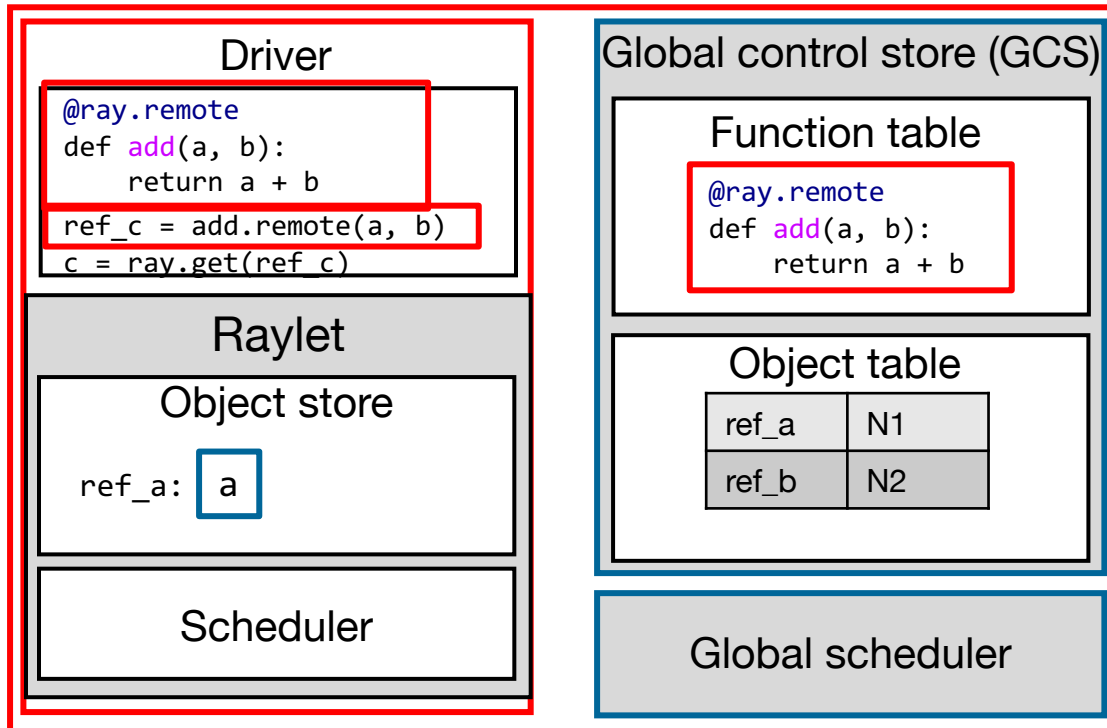 Driver
@ray.remote
def add(a, b):
    return a + b
ref_c = add.remote(a, b)
c = ray.get(ref_c)
Raylet
Object store
ref_a: a
Scheduler
Global control store (GCS)
Function table
@ray.remote
def add(a, b):
    return a + b
Object table
ref_a N1
ref_b N2
Global scheduler